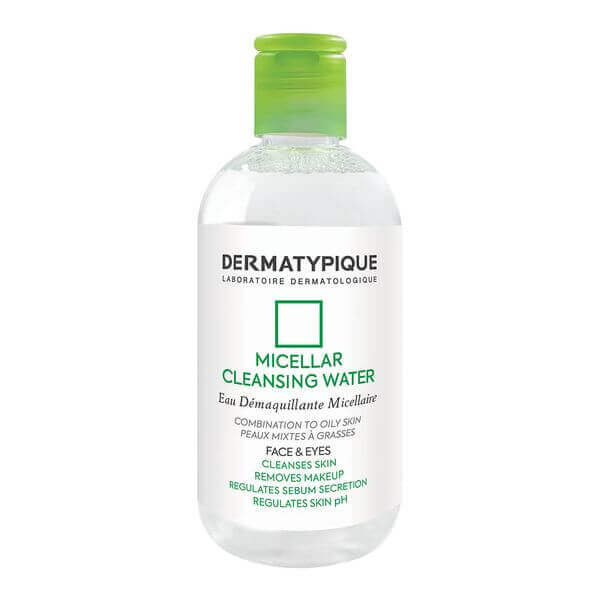 DERMATYPIQUE
LABORATOIRE DERMATOLOGIQUE
MICELLAR
CLEANSING WATER
Eau Démaquillante Micellaire
COMBINATION TO OILY SKIN
PEAUX MIXTES À GRASSES
FACE & EYES
CLEANSES SKIN
REMOVES MAKEUP
REGULATES SEBUM SECRETION
REGULATES SKIN pH